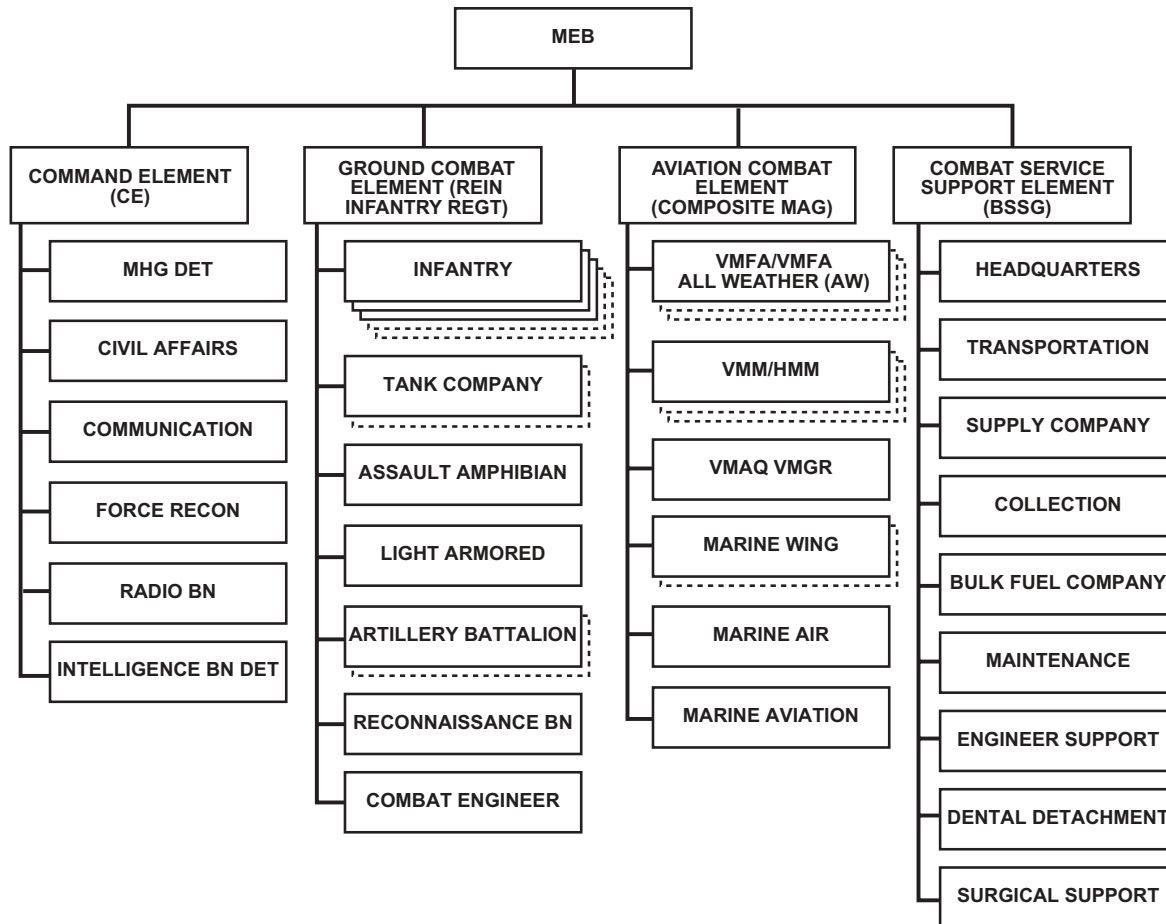 MEB
COMMAND ELEMENT
(CE)
MHG DET
CIVIL AFFAIRS
COMMUNICATION
FORCE RECON
RADIO BN
INTELLIGENCE BN DET
GROUND COMBAT
ELEMENT (REIN
INFANTRY REGT)
INFANTRY
TANK COMPANY
ASSAULT AMPHIBIAN
LIGHT ARMORED
ARTILLERY BATTALION
RECONNAISSANCE BN
COMBAT ENGINEER
AVIATION COMBAT
ELEMENT
(COMPOSITE MAG)
VMFA/VMFA
ALL WEATHER (AW)
VMM/HMM
VMAQ VMGR
MARINE WING
MARINE AIR
MARINE AVIATION
COMBAT SERVICE
SUPPORT ELEMENT
(BSSG)
HEADQUARTERS
TRANSPORTATION
SUPPLY COMPANY
COLLECTION
BULK FUEL COMPANY
MAINTENANCE
ENGINEER SUPPORT
DENTAL DETACHMENT
SURGICAL SUPPORT